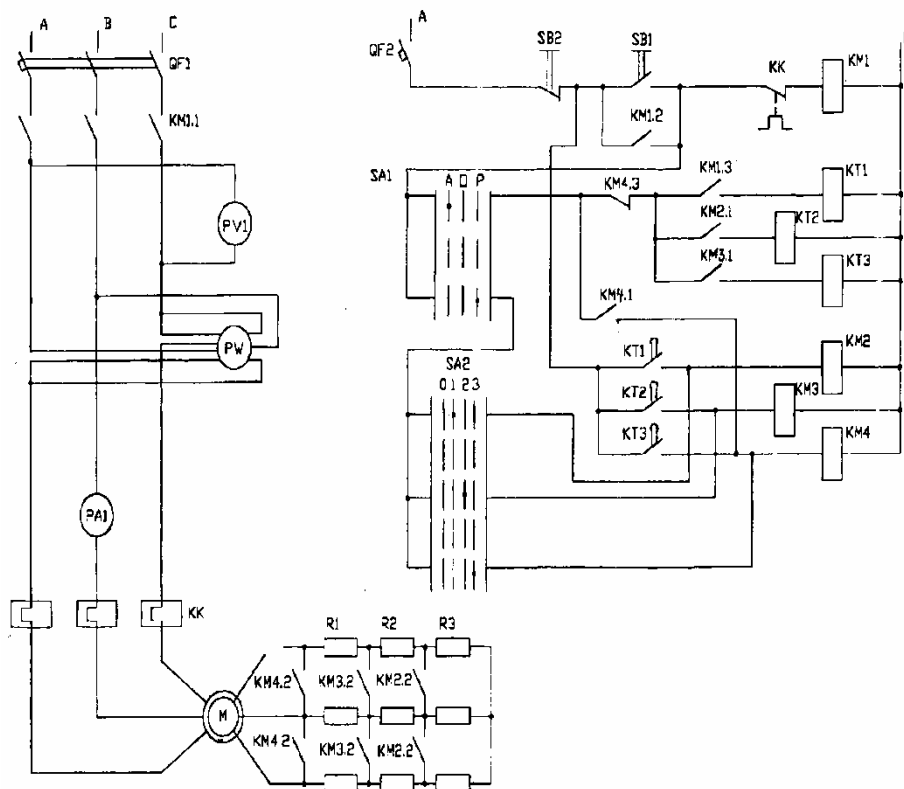 A B C
QF1
KM1.1
PV1
PW
PA1
KK
M
R1 R2 R3
KM4.2 KM3.2 KM2.2
KM4.2 KM3.2 KM2.2
A
QF2
SB2 SB1 KK KM1
KM1.2
SA1 A 0 P KM4.3 KM1.3 KT1
KM2.1 KT2
KM3.1 KT3
KM4.1
SA2
0 1 2 3
KT1 KM2
KT2 KM3
KT3 KM4